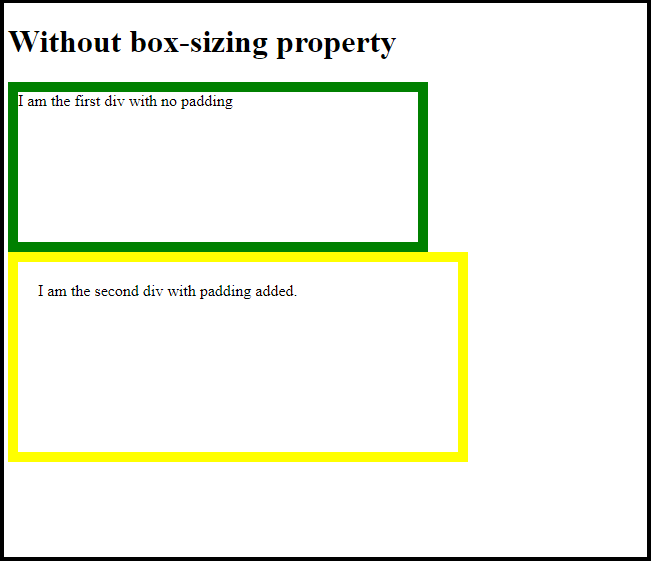 Without box-sizing property
I am the first div with no padding
I am the second div with padding added.